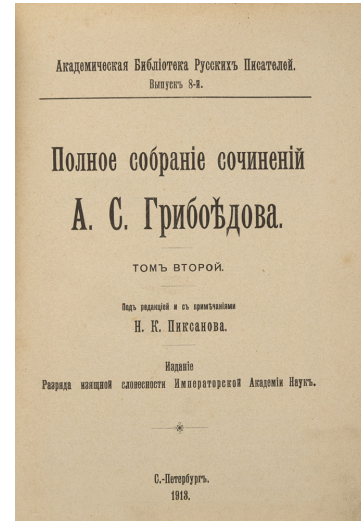 Академическая Библіотека Русскихъ Писателей.
Выпускъ 8-й.
Полное собраніе сочиненій
А. С. Грибоѣдова.
ТОМЪ ВТОРОЙ.
Подъ редакціей и съ примѣчаніями
Н. К. Пиксанова.
Изданіе
Разряда изящной словесности Императорской Академіи Наукъ.
С.-Петербургъ.
1913.